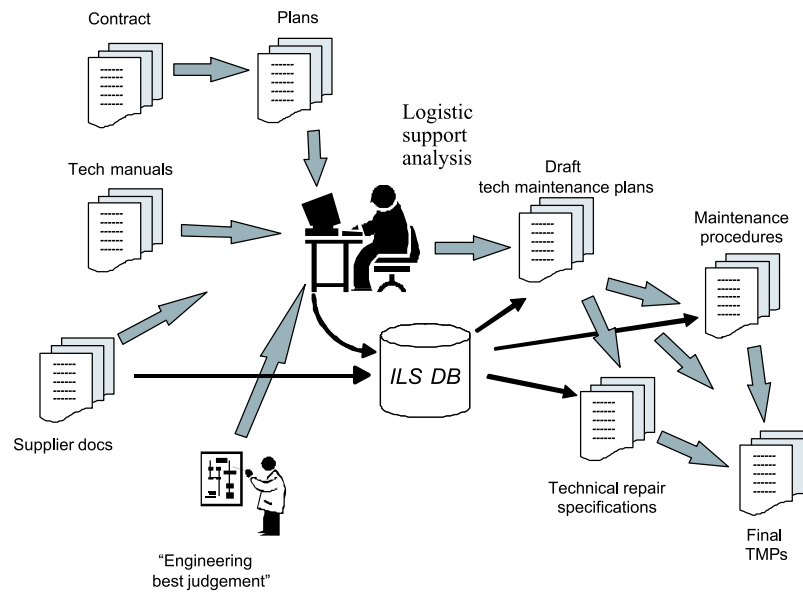 Contract
Plans
Logistic
support
analysis
Tech manuals
Draft
tech maintenance plans
Maintenance
procedures
ILS DB
Supplier docs
Technical repair
specifications
Final
TMPs
“Engineering
best judgement”